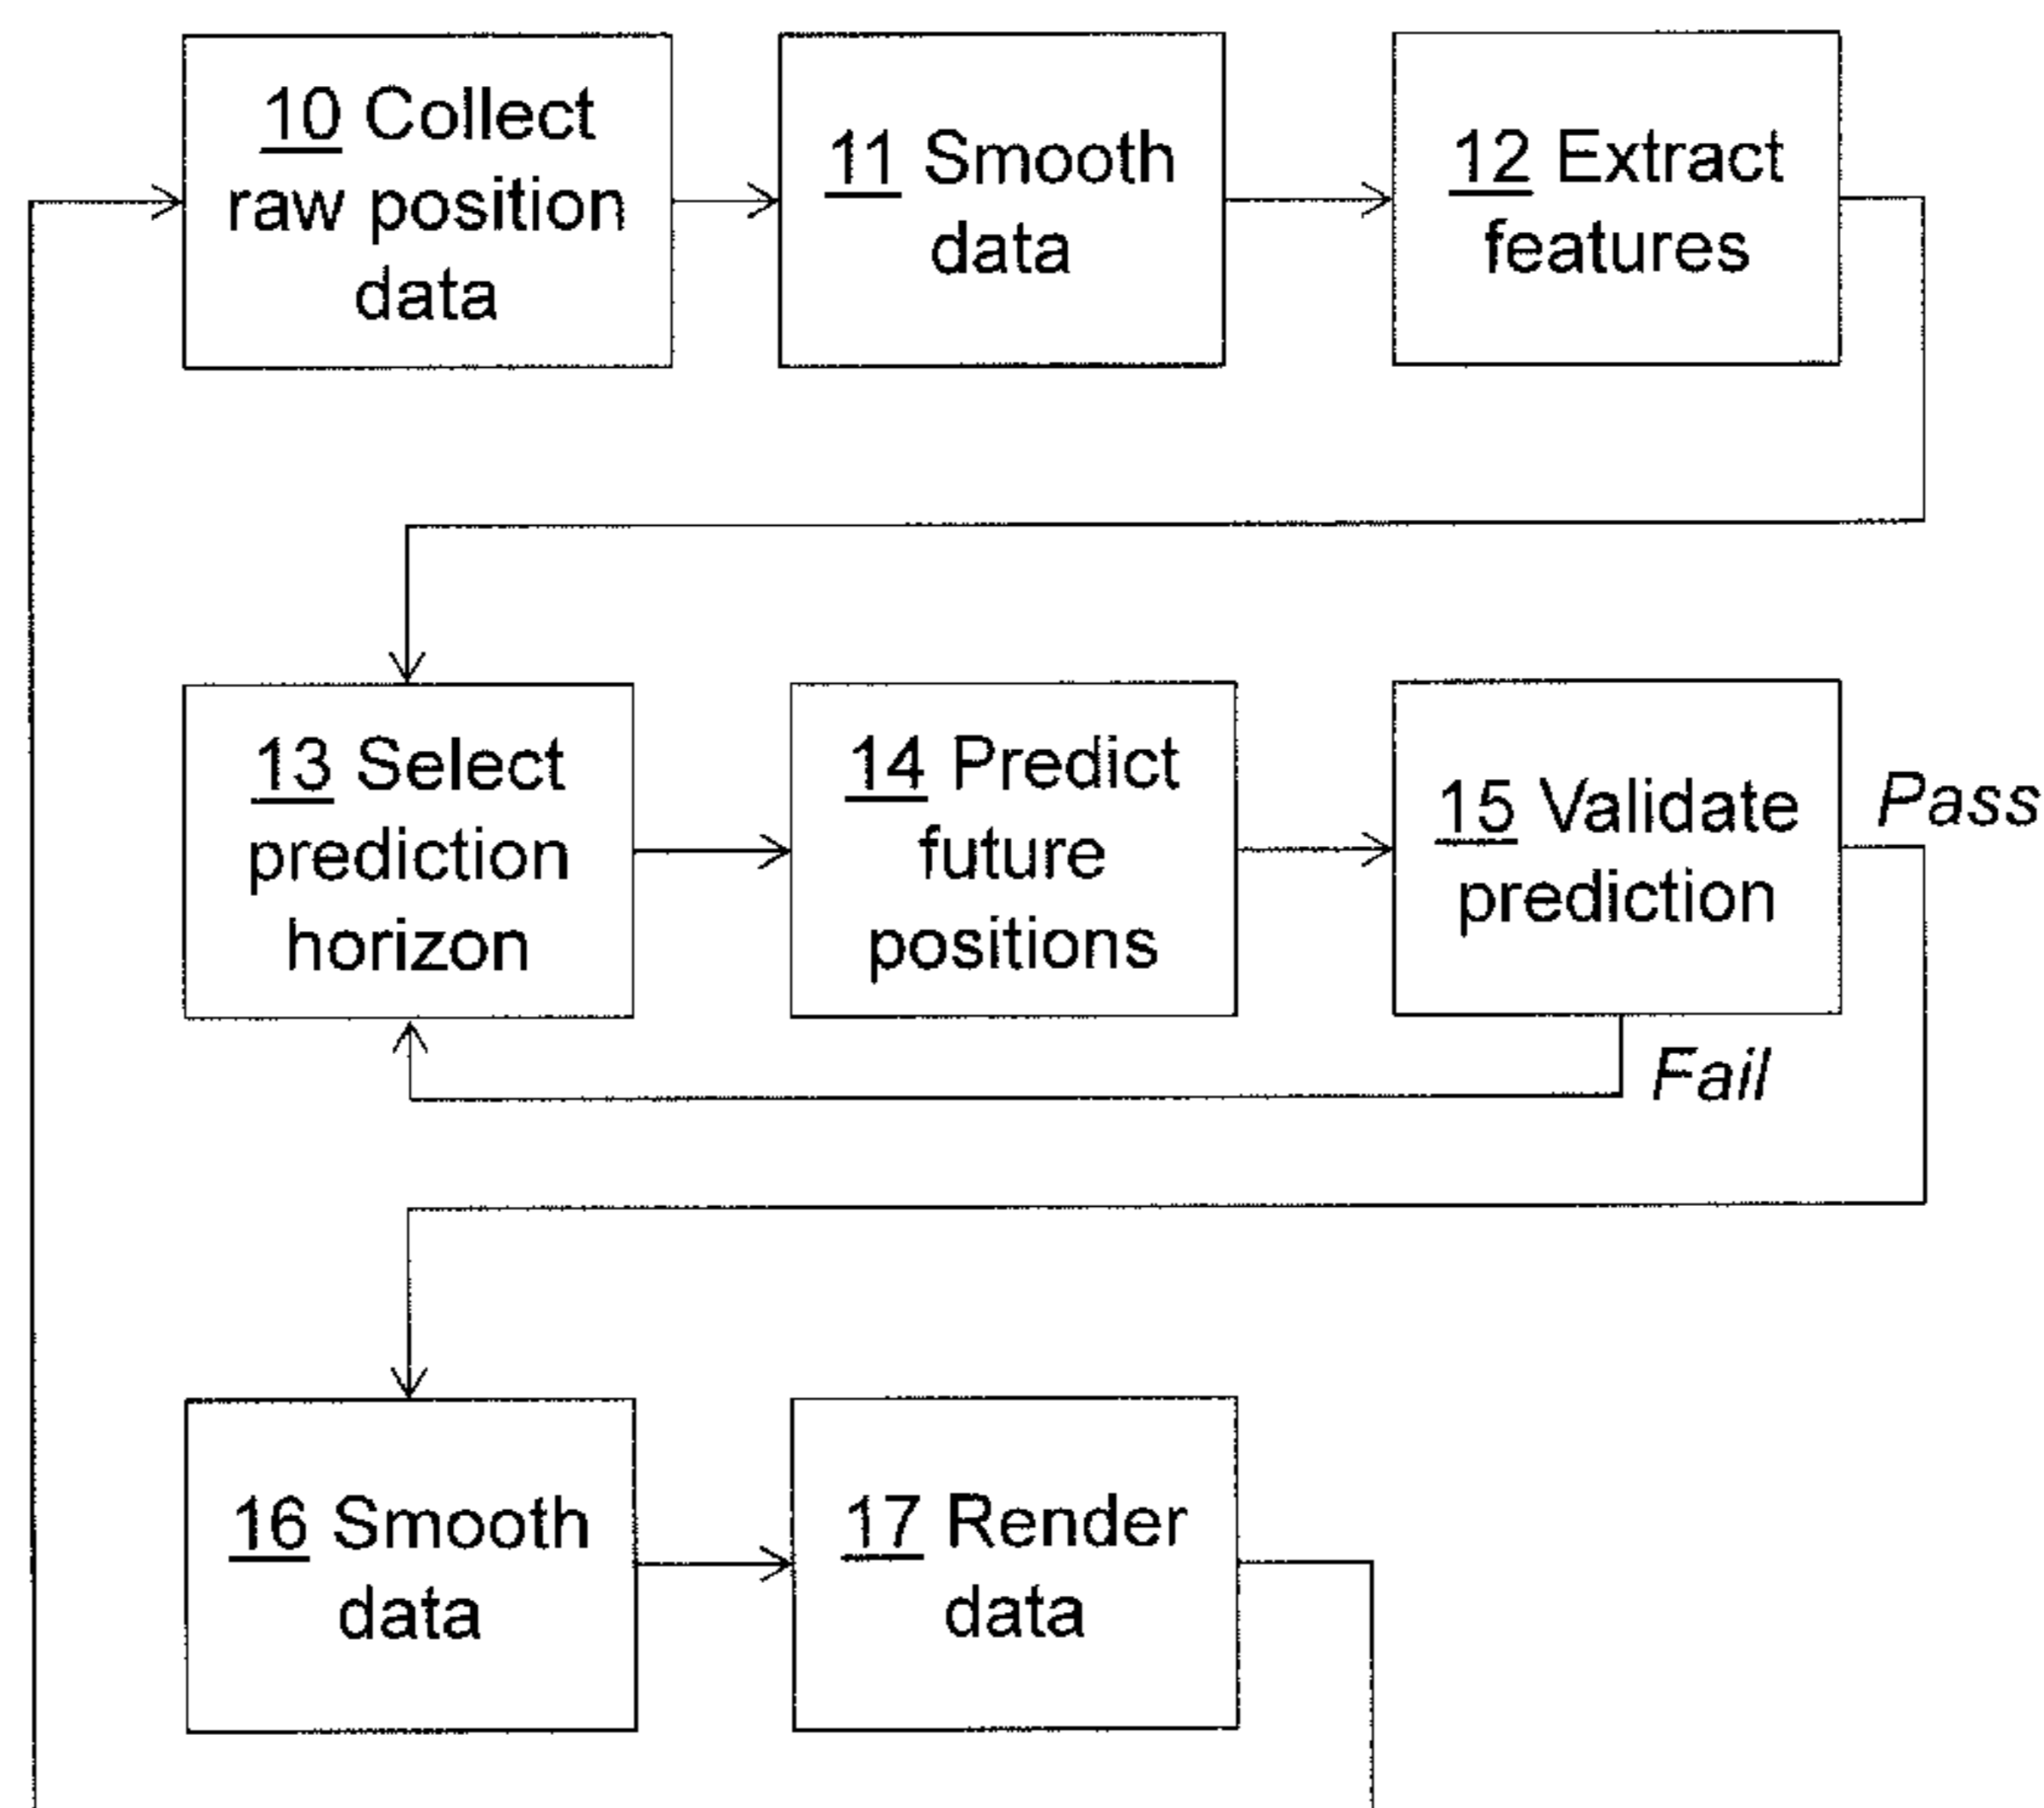 10 Collect
raw position
data
11 Smooth
data
12 Extract
features
13 Select
prediction
horizon
14 Predict
future
positions
15 Validate
prediction
Pass
Fail
16 Smooth
data
17 Render
data